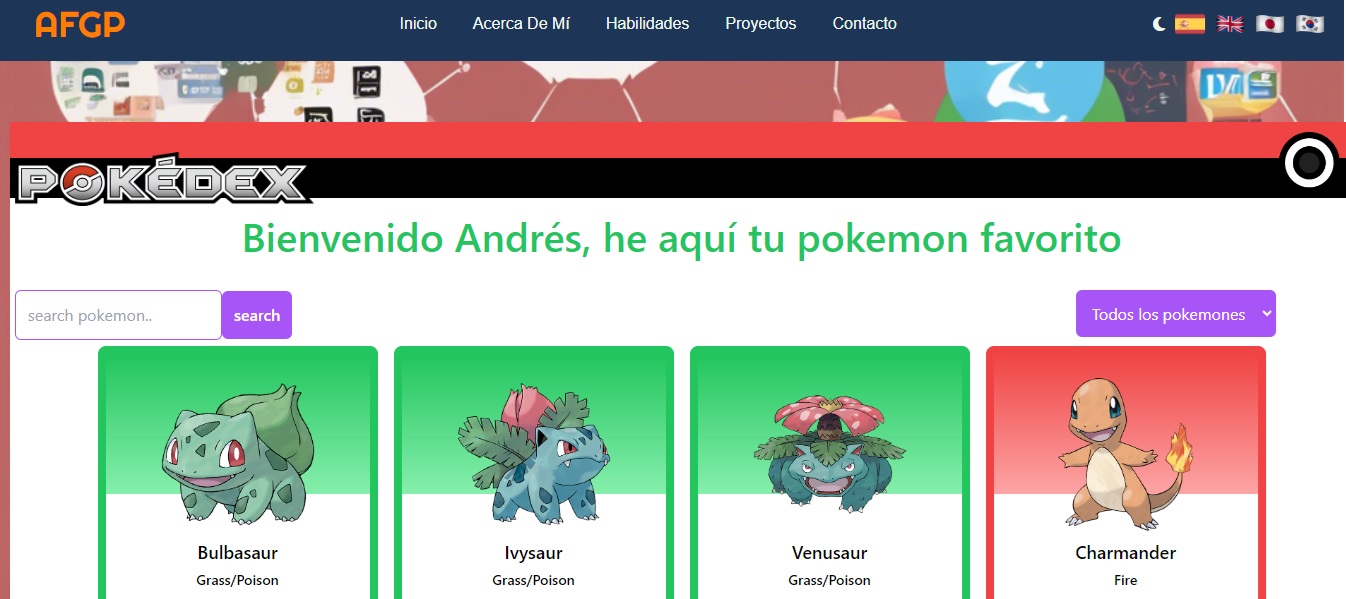 AFGP Inicio Acerca De Mí Habilidades Proyectos Contacto
POKÉDEX
Bienvenido Andrés, he aquí tu pokemon favorito
search pokemon.. search Todos los pokemones
Bulbasaur Ivysaur Venusaur Charmander
Grass/Poison Grass/Poison Grass/Poison Fire